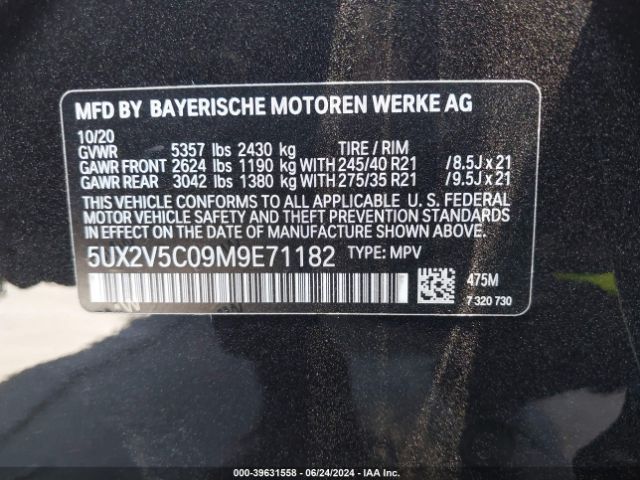 MFD BY BAYERISCHE MOTOREN WERKE AG
10/20
GVWR 5357 lbs 2430 kg TIRE / RIM
GAWR FRONT 2624 lbs 1190 kg WITH 245/40 R21 /8.5J x 21
GAWR REAR 3042 lbs 1380 kg WITH 275/35 R21 /9.5J x 21
THIS VEHICLE CONFORMS TO ALL APPLICABLE U. S. FEDERAL
MOTOR VEHICLE SAFETY AND THEFT PREVENTION STANDARDS
IN EFFECT ON THE DATE OF MANUFACTURE SHOWN ABOVE.
5UX2V5C09M9E71182 TYPE: MPV
475M
7 320 730
000-39631558 - 06/24/2024 - IAA Inc.